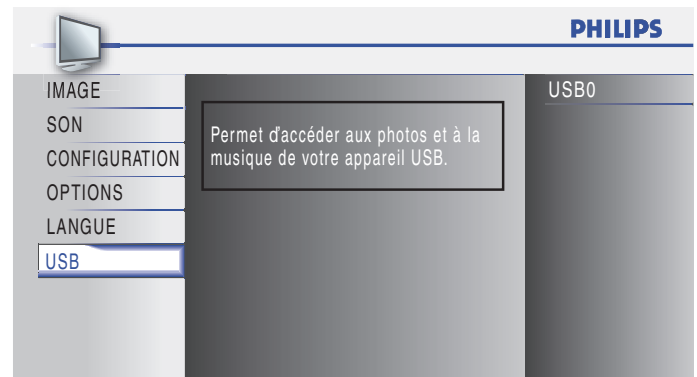 PHILIPS
IMAGE
SON
CONFIGURATION
OPTIONS
LANGUE
USB
Permet d'accéder aux photos et à la
musique de votre appareil USB.
USB0